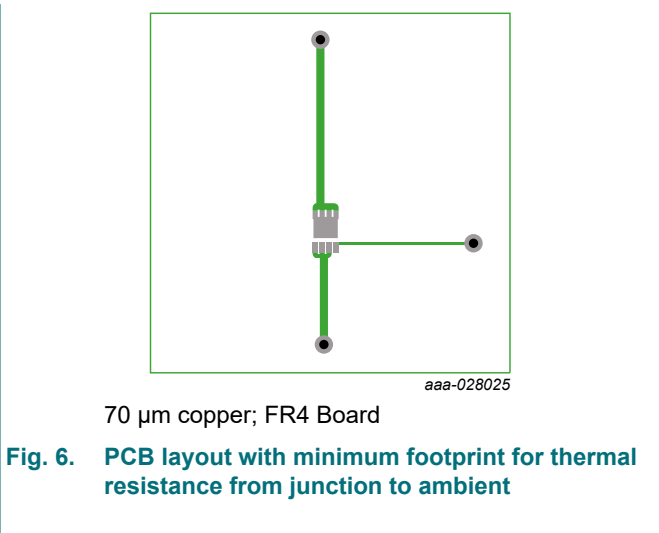 aaa-028025
70 µm copper; FR4 Board
Fig. 6. PCB layout with minimum footprint for thermal
resistance from junction to ambient